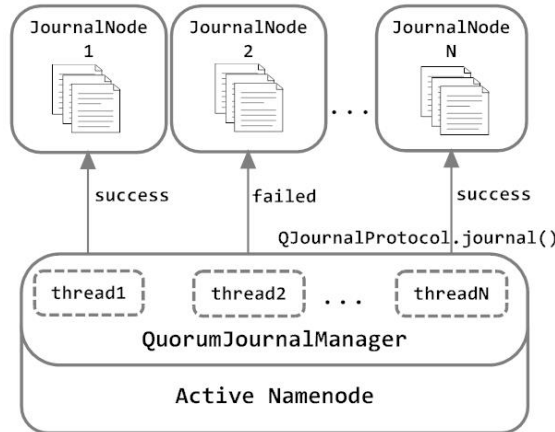 JournalNode
1
JournalNode
2
JournalNode
N
...
success
failed
success
QJournalProtocol.journal()
thread1
thread2
...
threadN
QuorumJournalManager
Active Namenode